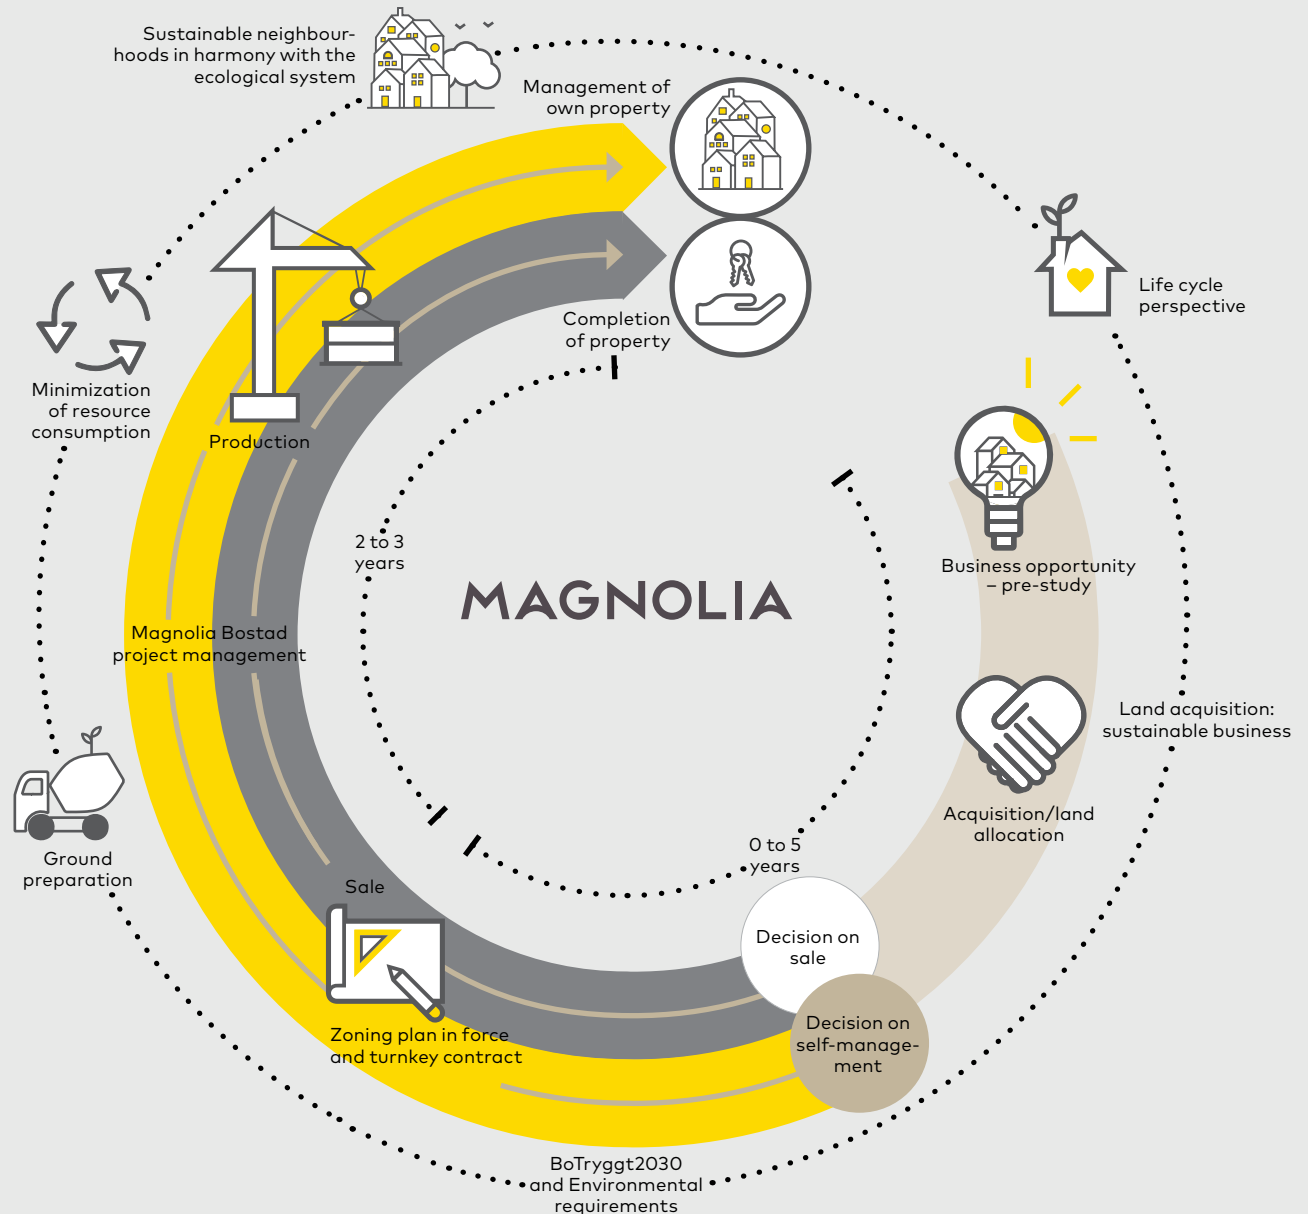 Sustainable neighbour-
hoods in harmony with the
ecological system
Management of
own property
Life cycle
perspective
Completion
of property
Minimization
of resource
consumption
Production
2 to 3
years
MAGNOLIA
Business opportunity
– pre-study
Magnolia Bostad
project management
Land acquisition:
sustainable business
Acquisition/land
allocation
0 to 5
years
Ground
preparation
Sale
Decision on
sale
Decision on
self-manage-
ment
Zoning plan in force
and turnkey contract
BoTryggt2030
and Environmental
requirements